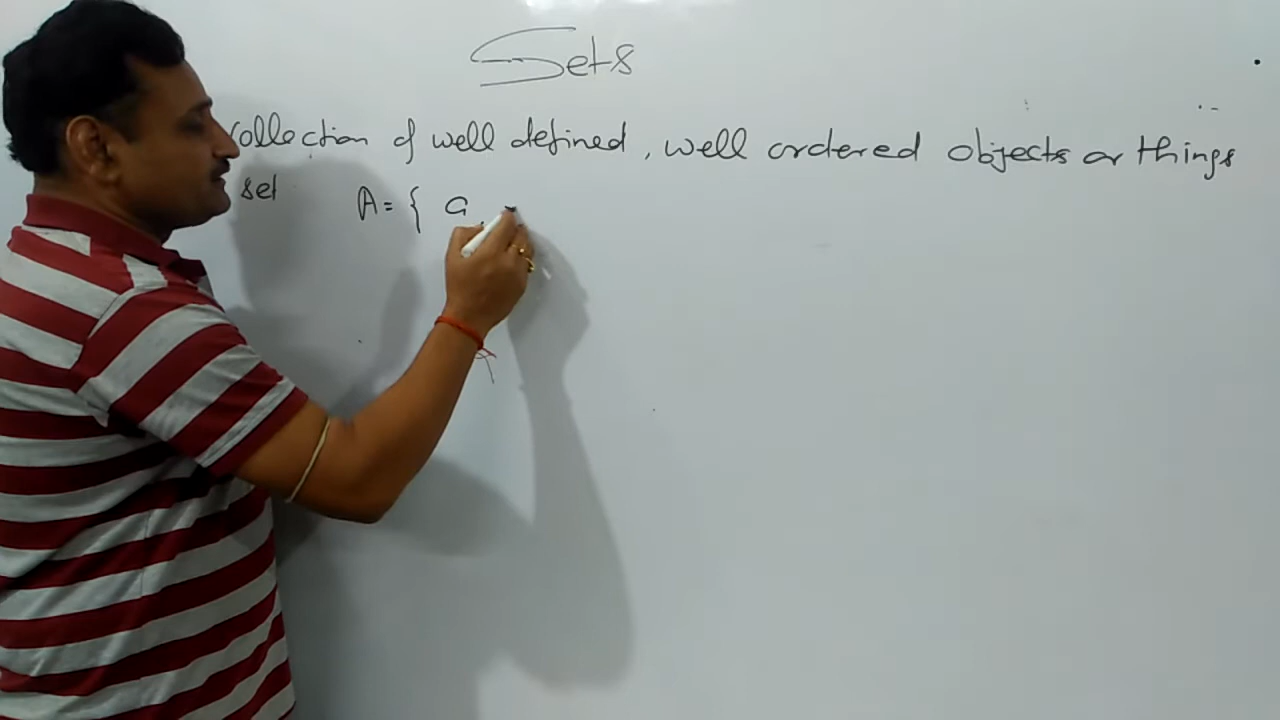 Sets
collection of well defined, well ordered objects or things
set A = { a